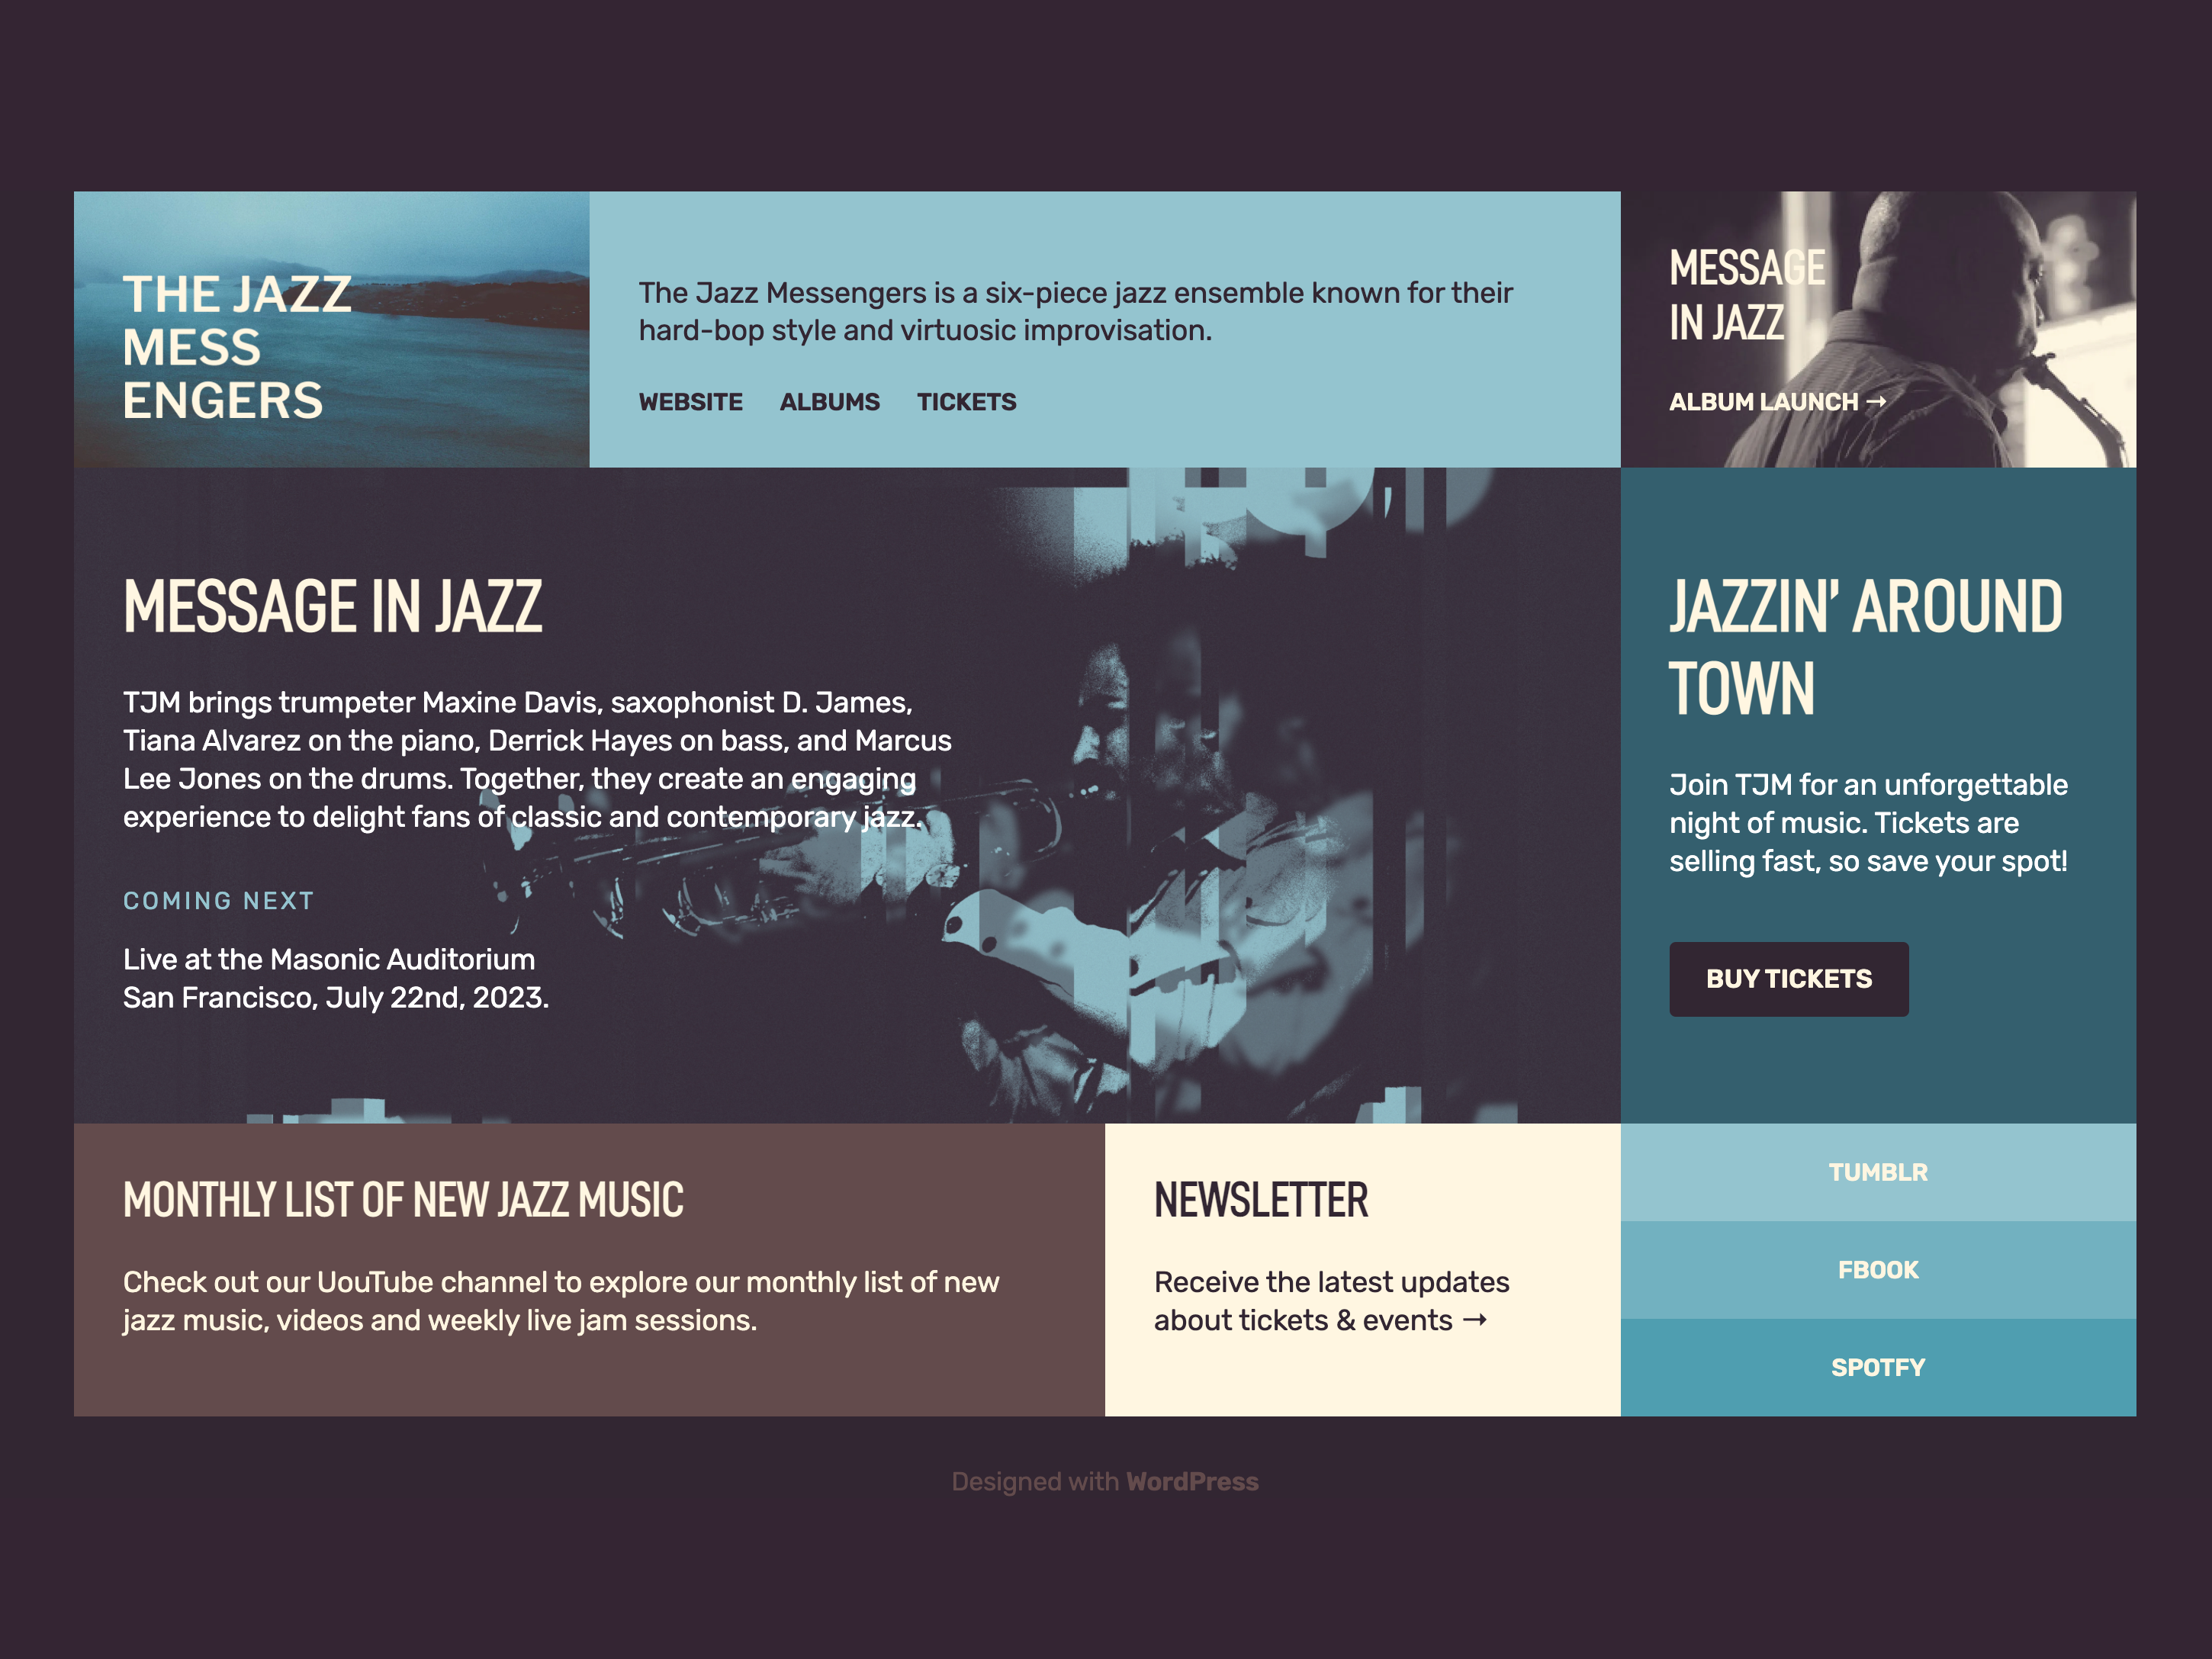 THE JAZZ
MESS
ENGERS
The Jazz Messengers is a six-piece jazz ensemble known for their
hard-bop style and virtuosic improvisation.
WEBSITE ALBUMS TICKETS
MESSAGE
IN JAZZ
ALBUM LAUNCH →
MESSAGE IN JAZZ
TJM brings trumpeter Maxine Davis, saxophonist D. James,
Tiana Alvarez on the piano, Derrick Hayes on bass, and Marcus
Lee Jones on the drums. Together, they create an engaging
experience to delight fans of classic and contemporary jazz.
COMING NEXT
Live at the Masonic Auditorium
San Francisco, July 22nd, 2023.
JAZZIN’ AROUND
TOWN
Join TJM for an unforgettable
night of music. Tickets are
selling fast, so save your spot!
BUY TICKETS
MONTHLY LIST OF NEW JAZZ MUSIC
Check out our UouTube channel to explore our monthly list of new
jazz music, videos and weekly live jam sessions.
NEWSLETTER
Receive the latest updates
about tickets & events →
TUMBLR
FBOOK
SPOTFY
Designed with WordPress